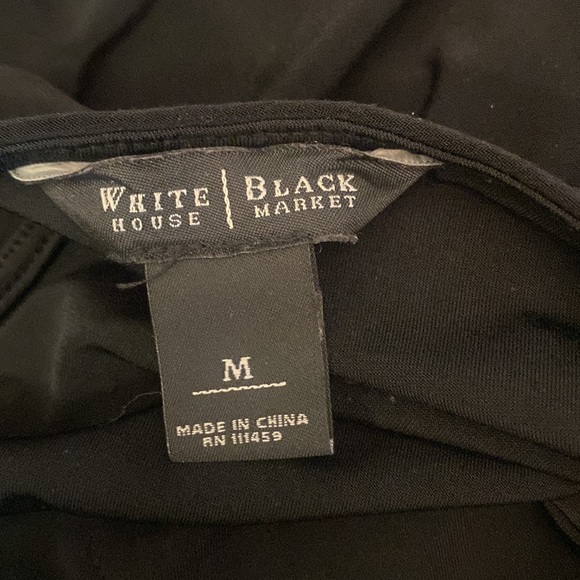 WHITE | BLACK
HOUSE | MARKET
M
MADE IN CHINA
RN 111459